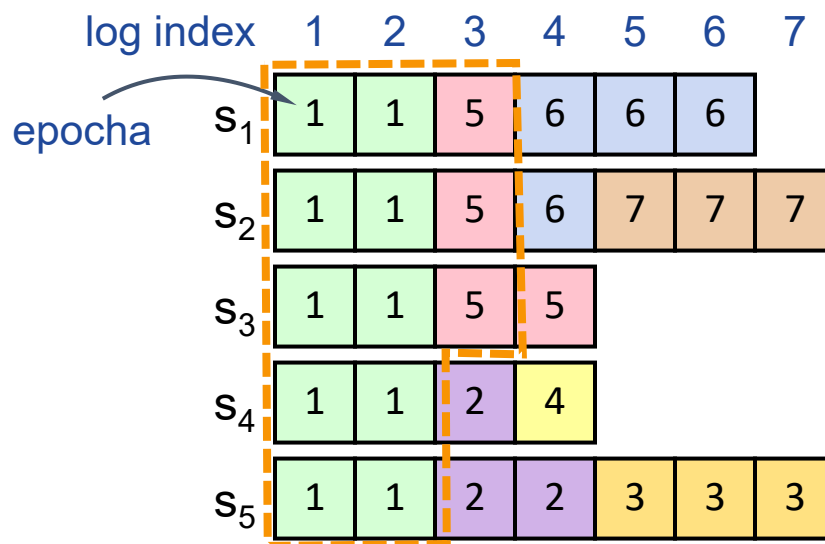 log index 1 2 3 4 5 6 7
epocha
s1 1 1 5 6 6 6
s2 1 1 5 6 7 7 7
s3 1 1 5 5
s4 1 1 2 4
s5 1 1 2 2 3 3 3